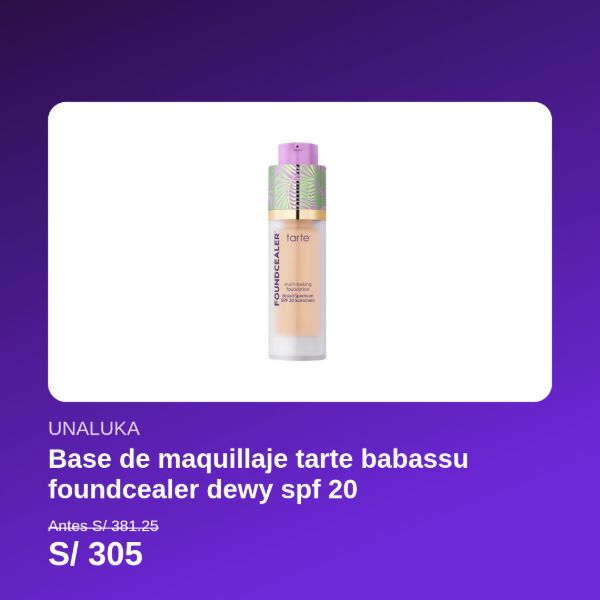 FOUNDCEALER
tarte
multi-tasking
foundation
Broad Spectrum
SPF 20 Sunscreen
UNALUKA
Base de maquillaje tarte babassu
foundcealer dewy spf 20
Antes S/ 381.25
S/ 305